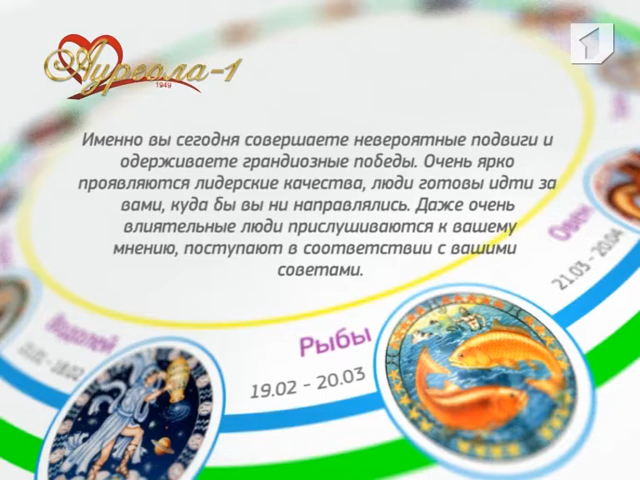 Ауреола-1
1949
Именно вы сегодня совершаете невероятные подвиги и
одерживаете грандиозные победы. Очень ярко
проявляются лидерские качества, люди готовы идти за
вами, куда бы вы ни направлялись. Даже очень
влиятельные люди прислушиваются к вашему
мнению, поступают в соответствии с вашими
советами.
Овен
21.03 - 20.04
Водолей
Рыбы
19.02 - 20.03